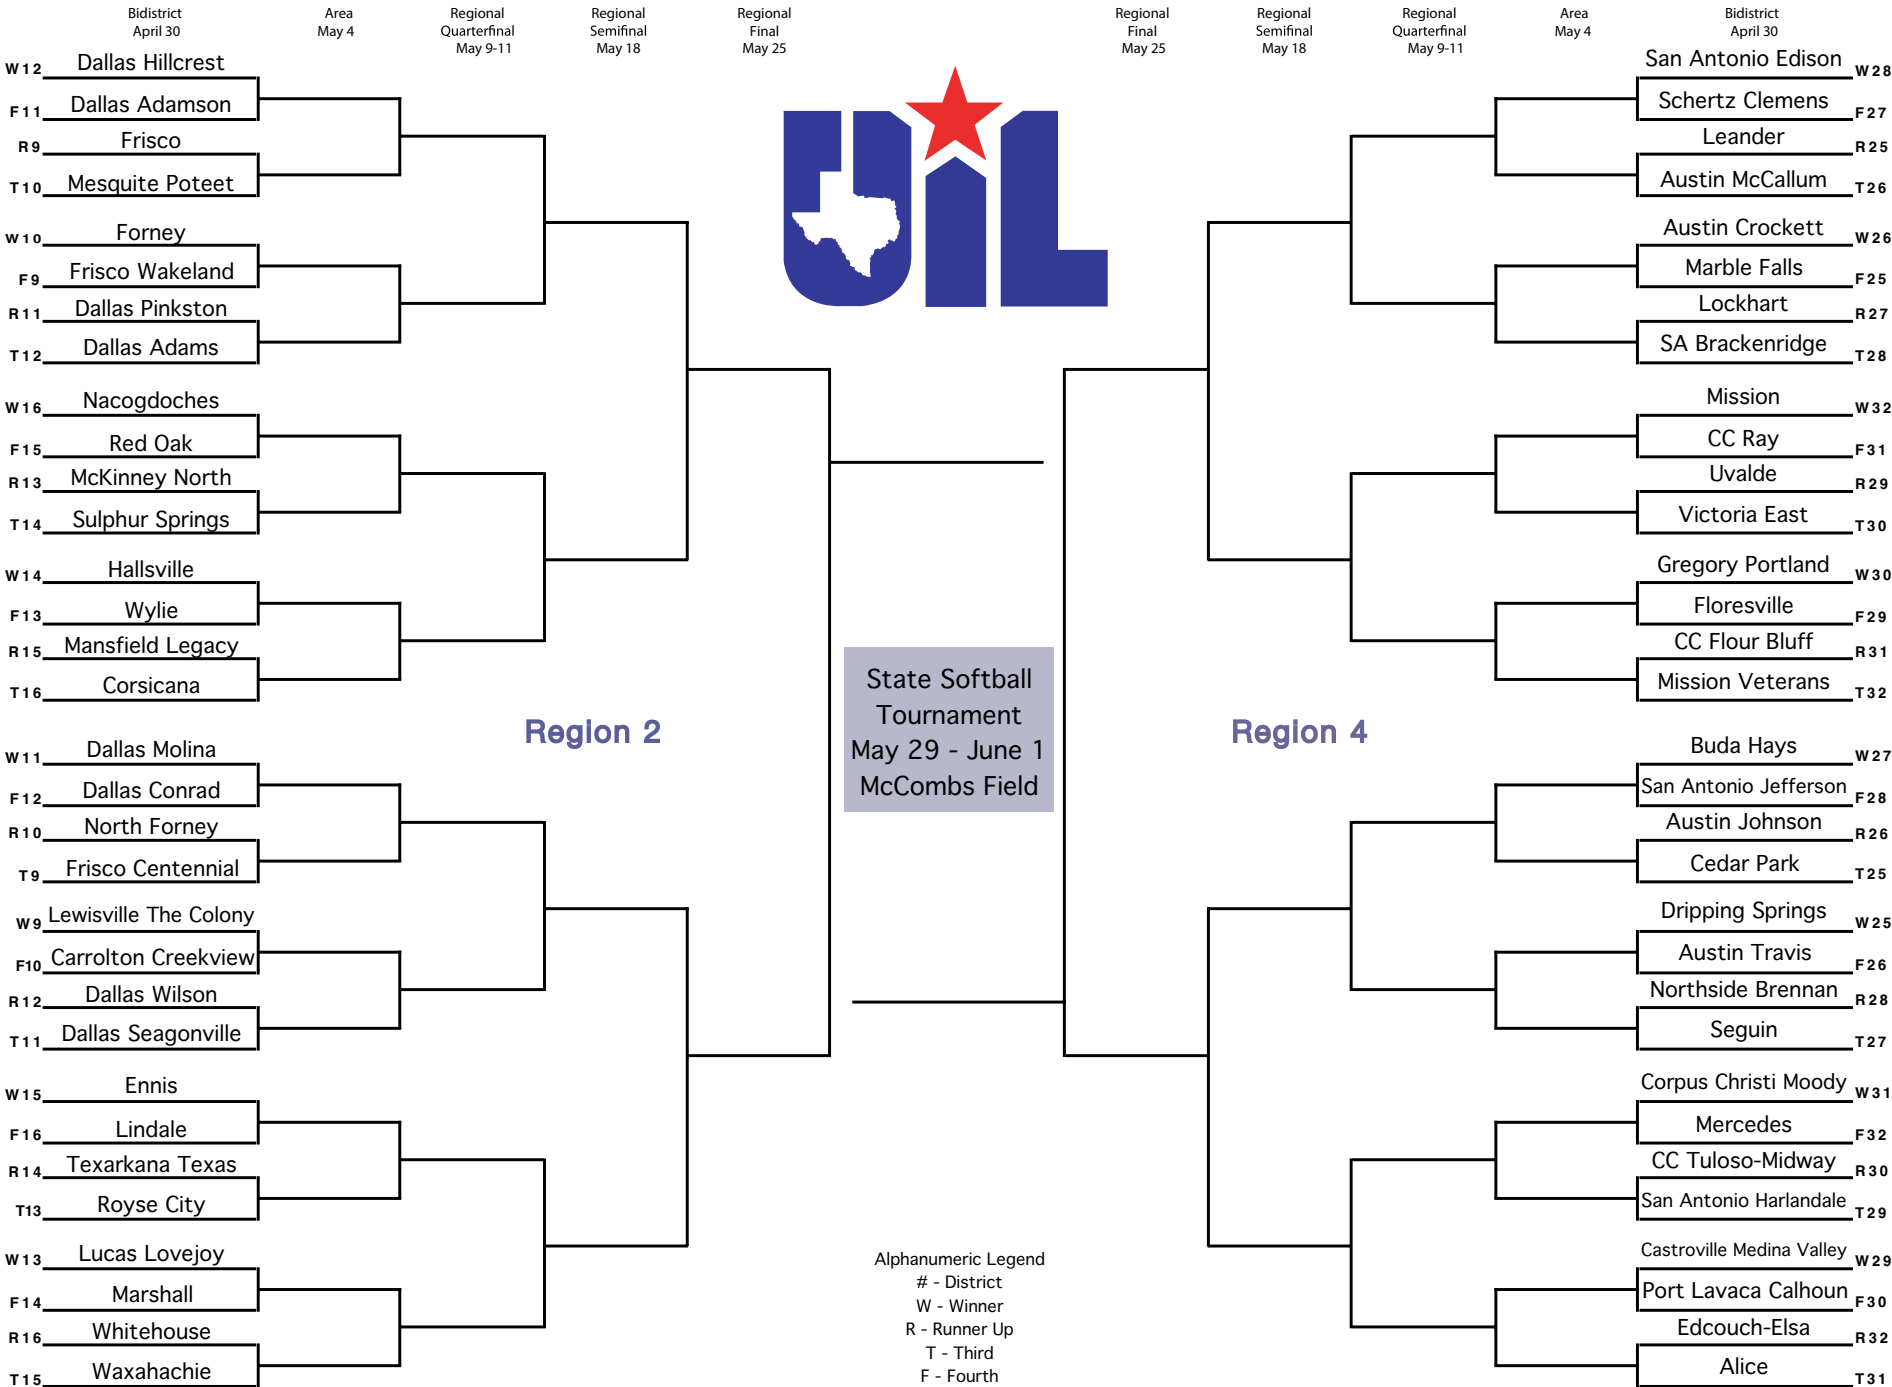 Bidistrict
April 30
Area
May 4
Regional
Quarterfinal
May 9-11
Regional
Semifinal
May 18
Regional
Final
May 25
Regional
Final
May 25
Regional
Semifinal
May 18
Regional
Quarterfinal
May 9-11
Area
May 4
Bidistrict
April 30
UIL
W12 Dallas Hillcrest
F11 Dallas Adamson
R9 Frisco
T10 Mesquite Poteet
W10 Forney
F9 Frisco Wakeland
R11 Dallas Pinkston
T12 Dallas Adams
W16 Nacogdoches
F15 Red Oak
R13 McKinney North
T14 Sulphur Springs
W14 Hallsville
F13 Wylie
R15 Mansfield Legacy
T16 Corsicana
Region 2
W11 Dallas Molina
F12 Dallas Conrad
R10 North Forney
T9 Frisco Centennial
W9 Lewisville The Colony
F10 Carrolton Creekview
R12 Dallas Wilson
T11 Dallas Seagonville
W15 Ennis
F16 Lindale
R14 Texarkana Texas
T13 Royse City
W13 Lucas Lovejoy
F14 Marshall
R16 Whitehouse
T15 Waxahachie
State Softball
Tournament
May 29 - June 1
McCombs Field
Alphanumeric Legend
# - District
W - Winner
R - Runner Up
T - Third
F - Fourth
San Antonio Edison W28
Schertz Clemens F27
Leander R25
Austin McCallum T26
Austin Crockett W26
Marble Falls F25
Lockhart R27
SA Brackenridge T28
Mission W32
CC Ray F31
Uvalde R29
Victoria East T30
Gregory Portland W30
Floresville F29
CC Flour Bluff R31
Mission Veterans T32
Region 4
Buda Hays W27
San Antonio Jefferson F28
Austin Johnson R26
Cedar Park T25
Dripping Springs W25
Austin Travis F26
Northside Brennan R28
Seguin T27
Corpus Christi Moody W31
Mercedes F32
CC Tuloso-Midway R30
San Antonio Harlandale T29
Castroville Medina Valley W29
Port Lavaca Calhoun F30
Edcouch-Elsa R32
Alice T31